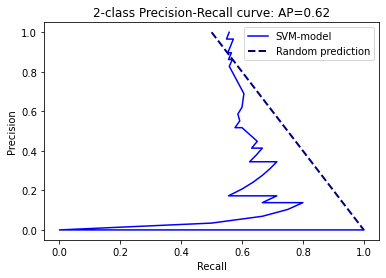 2-class Precision-Recall curve: AP=0.62
SVM-model
Random prediction
Precision
1.0
0.8
0.6
0.4
0.2
0.0
0.0 0.2 0.4 0.6 0.8 1.0
Recall